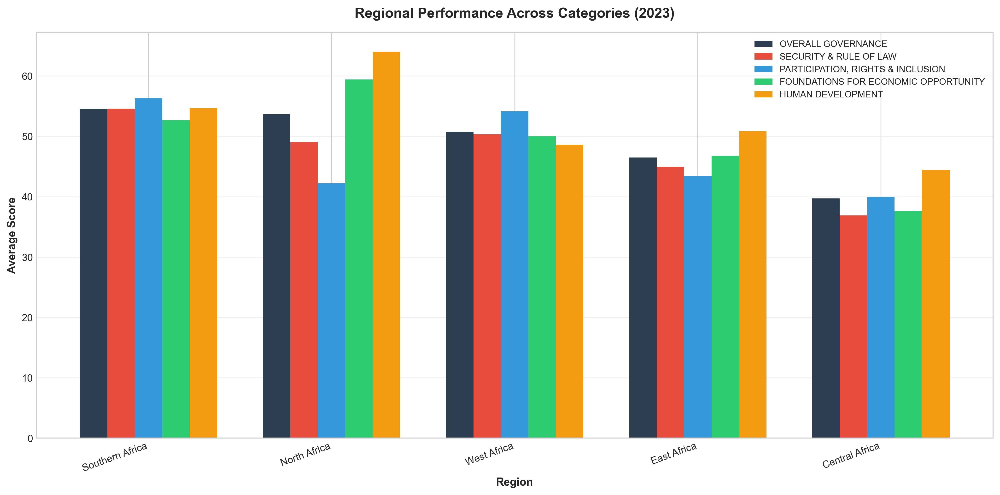 Regional Performance Across Categories (2023)
OVERALL GOVERNANCE
SECURITY & RULE OF LAW
PARTICIPATION, RIGHTS & INCLUSION
FOUNDATIONS FOR ECONOMIC OPPORTUNITY
HUMAN DEVELOPMENT
Average Score
60
50
40
30
20
10
0
Southern Africa
North Africa
West Africa
East Africa
Central Africa
Region